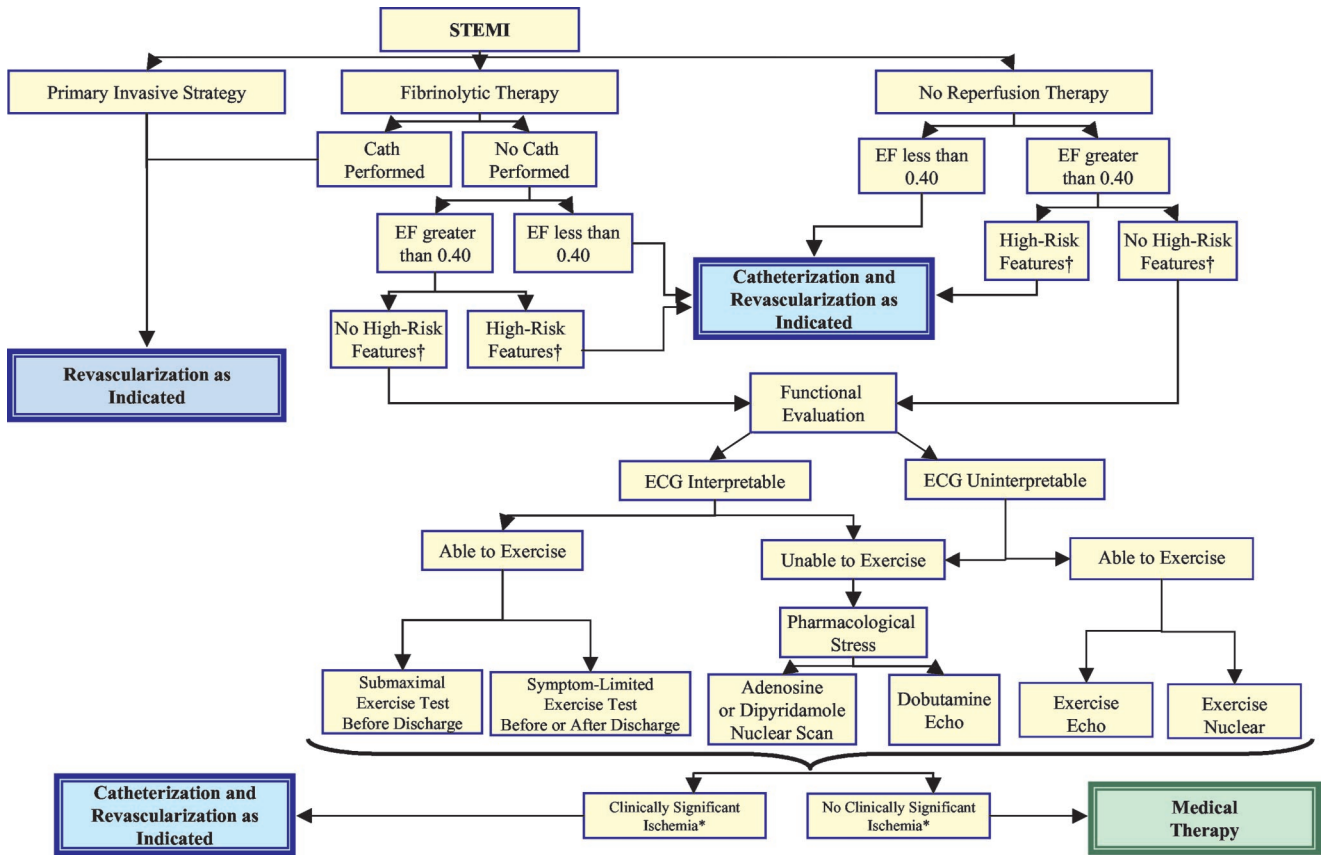 STEMI
Primary Invasive Strategy
Fibrinolytic Therapy
No Reperfusion Therapy
Cath
Performed
No Cath
Performed
EF less than
0.40
EF greater
than 0.40
EF greater
than 0.40
EF less than
0.40
High-Risk
Features†
No High-Risk
Features†
Catheterization and
Revascularization as
Indicated
No High-Risk
Features†
High-Risk
Features†
Revascularization as
Indicated
Functional
Evaluation
ECG Interpretable
ECG Uninterpretable
Able to Exercise
Unable to Exercise
Able to Exercise
Pharmacological
Stress
Submaximal
Exercise Test
Before Discharge
Symptom-Limited
Exercise Test
Before or After Discharge
Adenosine
or Dipyridamole
Nuclear Scan
Dobutamine
Echo
Exercise
Echo
Exercise
Nuclear
Catheterization and
Revascularization as
Indicated
Clinically Significant
Ischemia*
No Clinically Significant
Ischemia*
Medical
Therapy